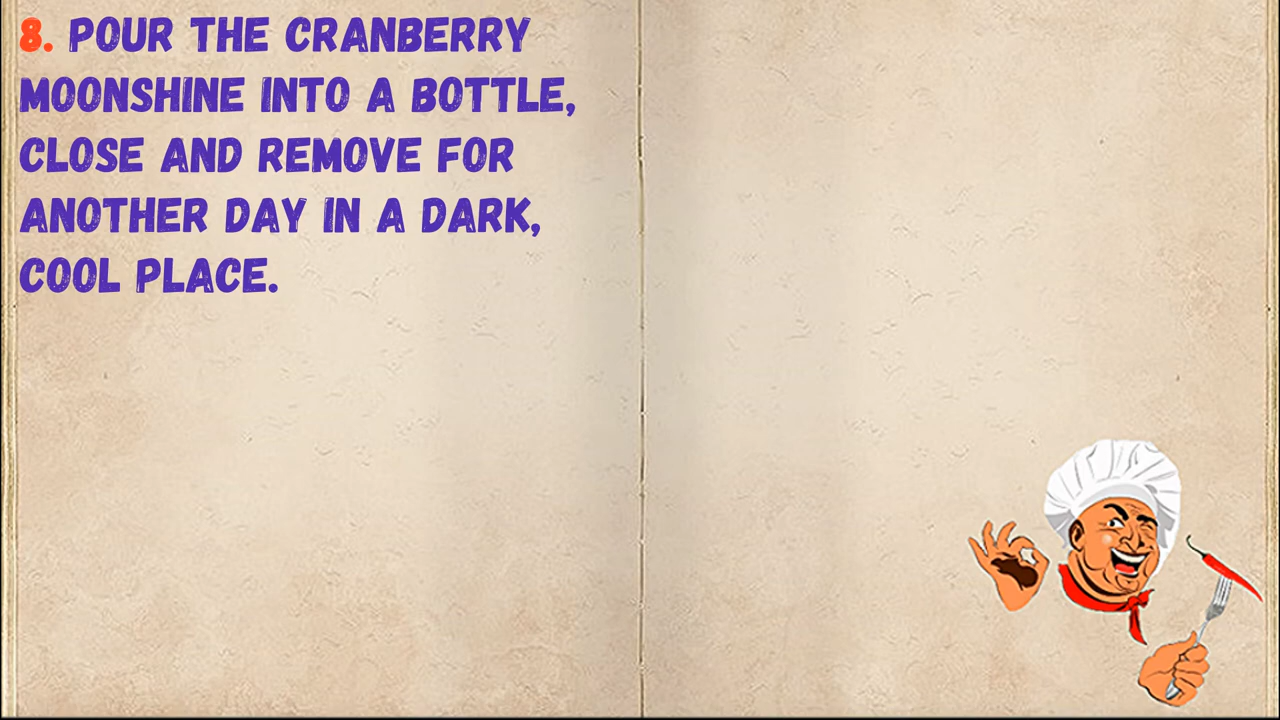 8. POUR THE CRANBERRY
MOONSHINE INTO A BOTTLE,
CLOSE AND REMOVE FOR
ANOTHER DAY IN A DARK,
COOL PLACE.